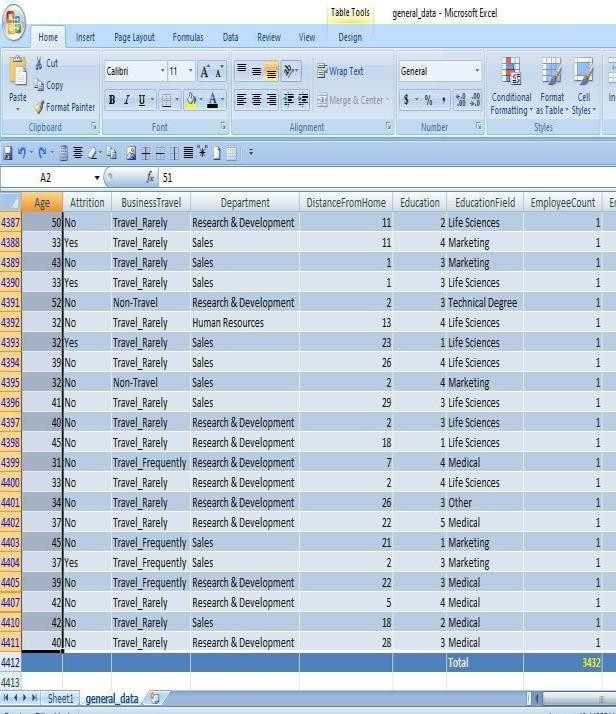 Table Tools general_data - Microsoft Excel
Home Insert Page Layout Formulas Data Review View Design
Paste Cut Copy Format Painter Clipboard
Calibri 11 A A B I U A Font
Wrap Text Merge & Center Alignment
General $ % , .0 .00 .00 .0 Number
Conditional Formatting Format as Table Cell Styles Styles In
A2 fx 51
Age Attrition BusinessTravel Department DistanceFromHome Education EducationField EmployeeCount E
4387 50 No Travel_Rarely Research & Development 11 2 Life Sciences 1
4388 33 Yes Travel_Rarely Sales 11 4 Marketing 1
4389 43 No Travel_Rarely Sales 1 3 Marketing 1
4390 33 Yes Travel_Rarely Sales 1 3 Life Sciences 1
4391 52 No Non-Travel Research & Development 2 3 Technical Degree 1
4392 32 No Travel_Rarely Human Resources 13 4 Life Sciences 1
4393 32 Yes Travel_Rarely Sales 23 1 Life Sciences 1
4394 39 No Travel_Rarely Sales 26 4 Life Sciences 1
4395 32 No Non-Travel Sales 2 4 Marketing 1
4396 41 No Travel_Rarely Sales 29 3 Life Sciences 1
4397 40 No Travel_Rarely Research & Development 2 3 Life Sciences 1
4398 45 No Travel_Rarely Research & Development 18 1 Life Sciences 1
4399 31 No Travel_Frequently Research & Development 7 4 Medical 1
4400 33 No Travel_Rarely Research & Development 2 4 Life Sciences 1
4401 34 No Travel_Rarely Research & Development 26 3 Other 1
4402 37 No Travel_Rarely Research & Development 22 5 Medical 1
4403 45 No Travel_Frequently Sales 21 1 Marketing 1
4404 37 Yes Travel_Frequently Sales 2 3 Marketing 1
4405 39 No Travel_Frequently Research & Development 22 3 Medical 1
4407 42 No Travel_Rarely Research & Development 5 4 Medical 1
4410 42 No Travel_Rarely Sales 18 2 Medical 1
4411 40 No Travel_Rarely Research & Development 28 3 Medical 1
4412 Total 3432
4413
Sheet1 general_data